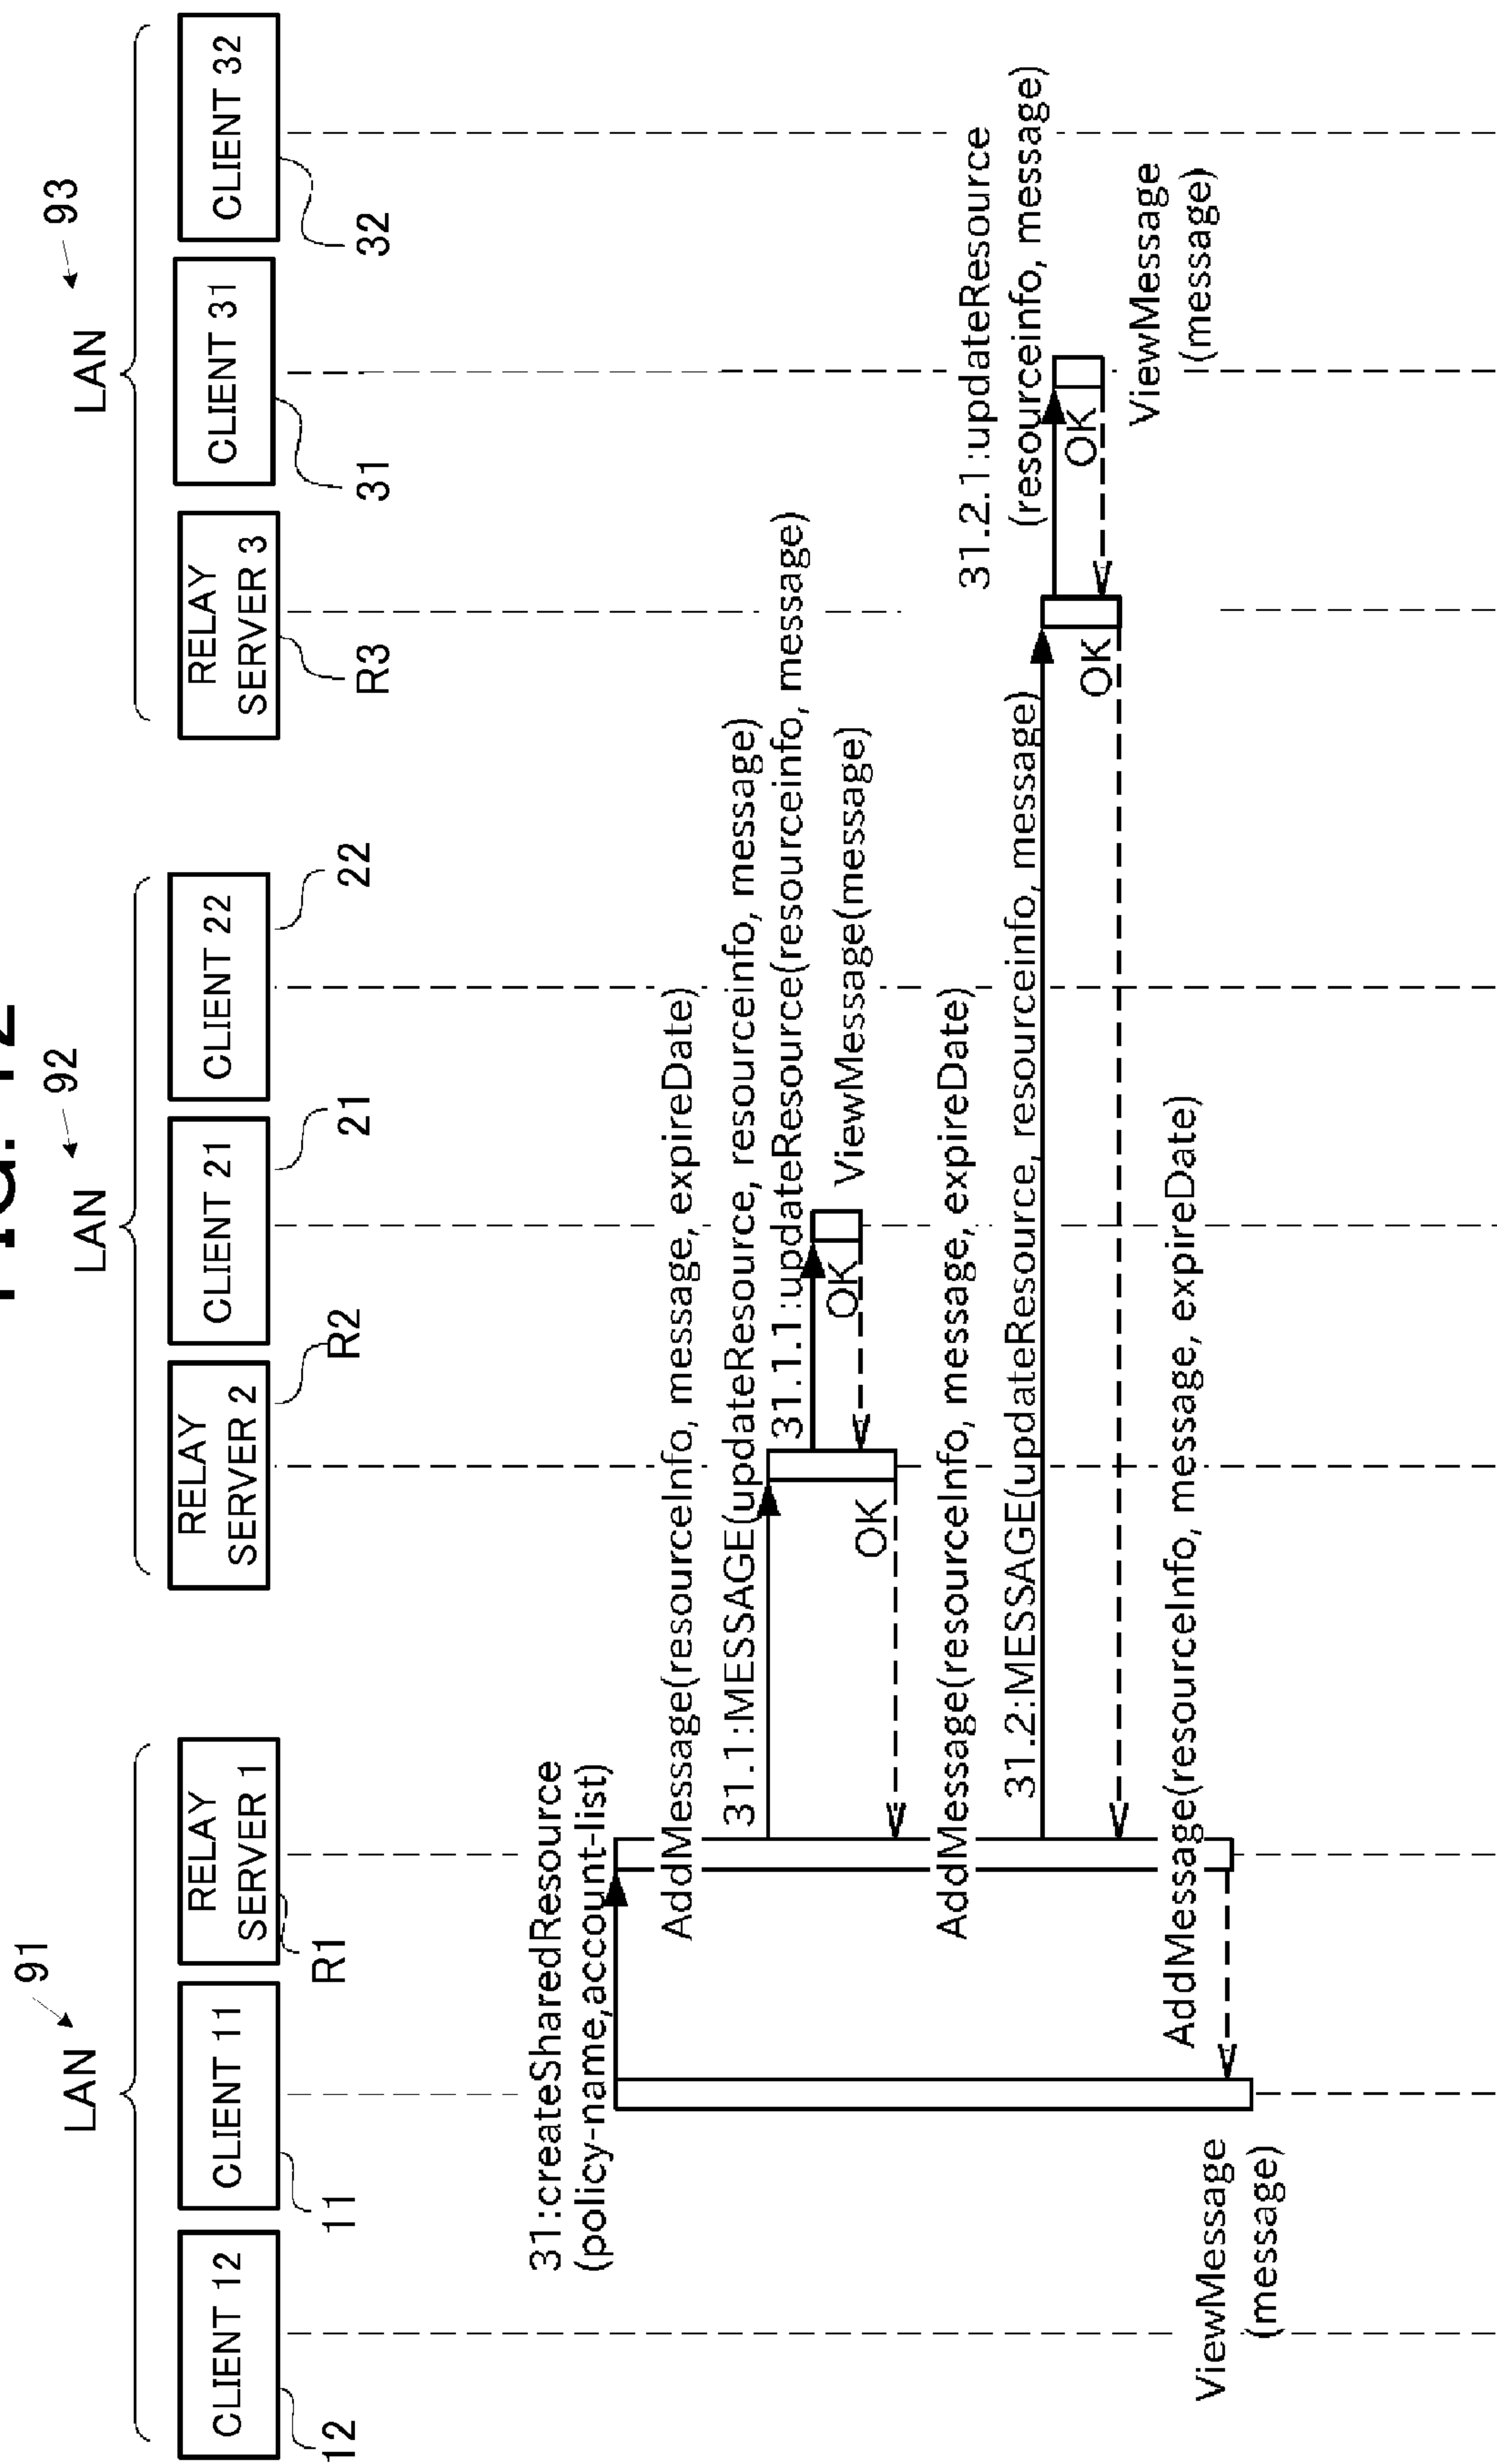 FIG. 12
91
LAN
92
LAN
93
LAN
CLIENT 12
CLIENT 11
RELAY
SERVER 1
RELAY
SERVER 2
CLIENT 21
CLIENT 22
RELAY
SERVER 3
CLIENT 31
CLIENT 32
12
11
R1
R2
21
22
R3
31
32
31:createSharedResource
(policy-name,account-list)
AddMessage(resourceInfo, message, expireDate)
31.1:MESSAGE(updateResource, resourceinfo, message)
31.1.1:updateResource(resourceinfo, message)
OK
ViewMessage(message)
OK
AddMessage(resourceInfo, message, expireDate)
31.2:MESSAGE(updateResource, resourceinfo, message)
31.2.1:updateResource
(resourceinfo, message)
OK
ViewMessage
(message)
OK
AddMessage(resourceInfo, message, expireDate)
ViewMessage
(message)